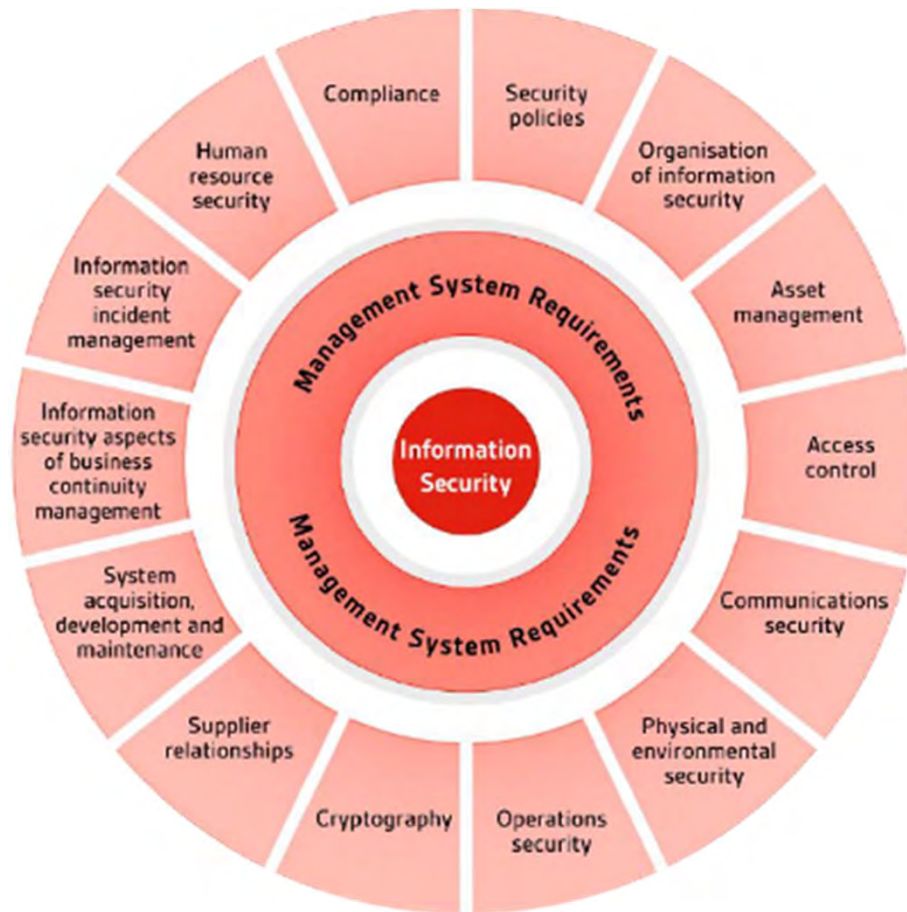 Compliance
Security
policies
Organisation
of information
security
Asset
management
Access
control
Communications
security
Physical and
environmental
security
Operations
security
Cryptography
Supplier
relationships
System
acquisition,
development and
maintenance
Information
security aspects
of business
continuity
management
Information
security
incident
management
Human
resource
security
Management System Requirements
Information
Security
Management System Requirements